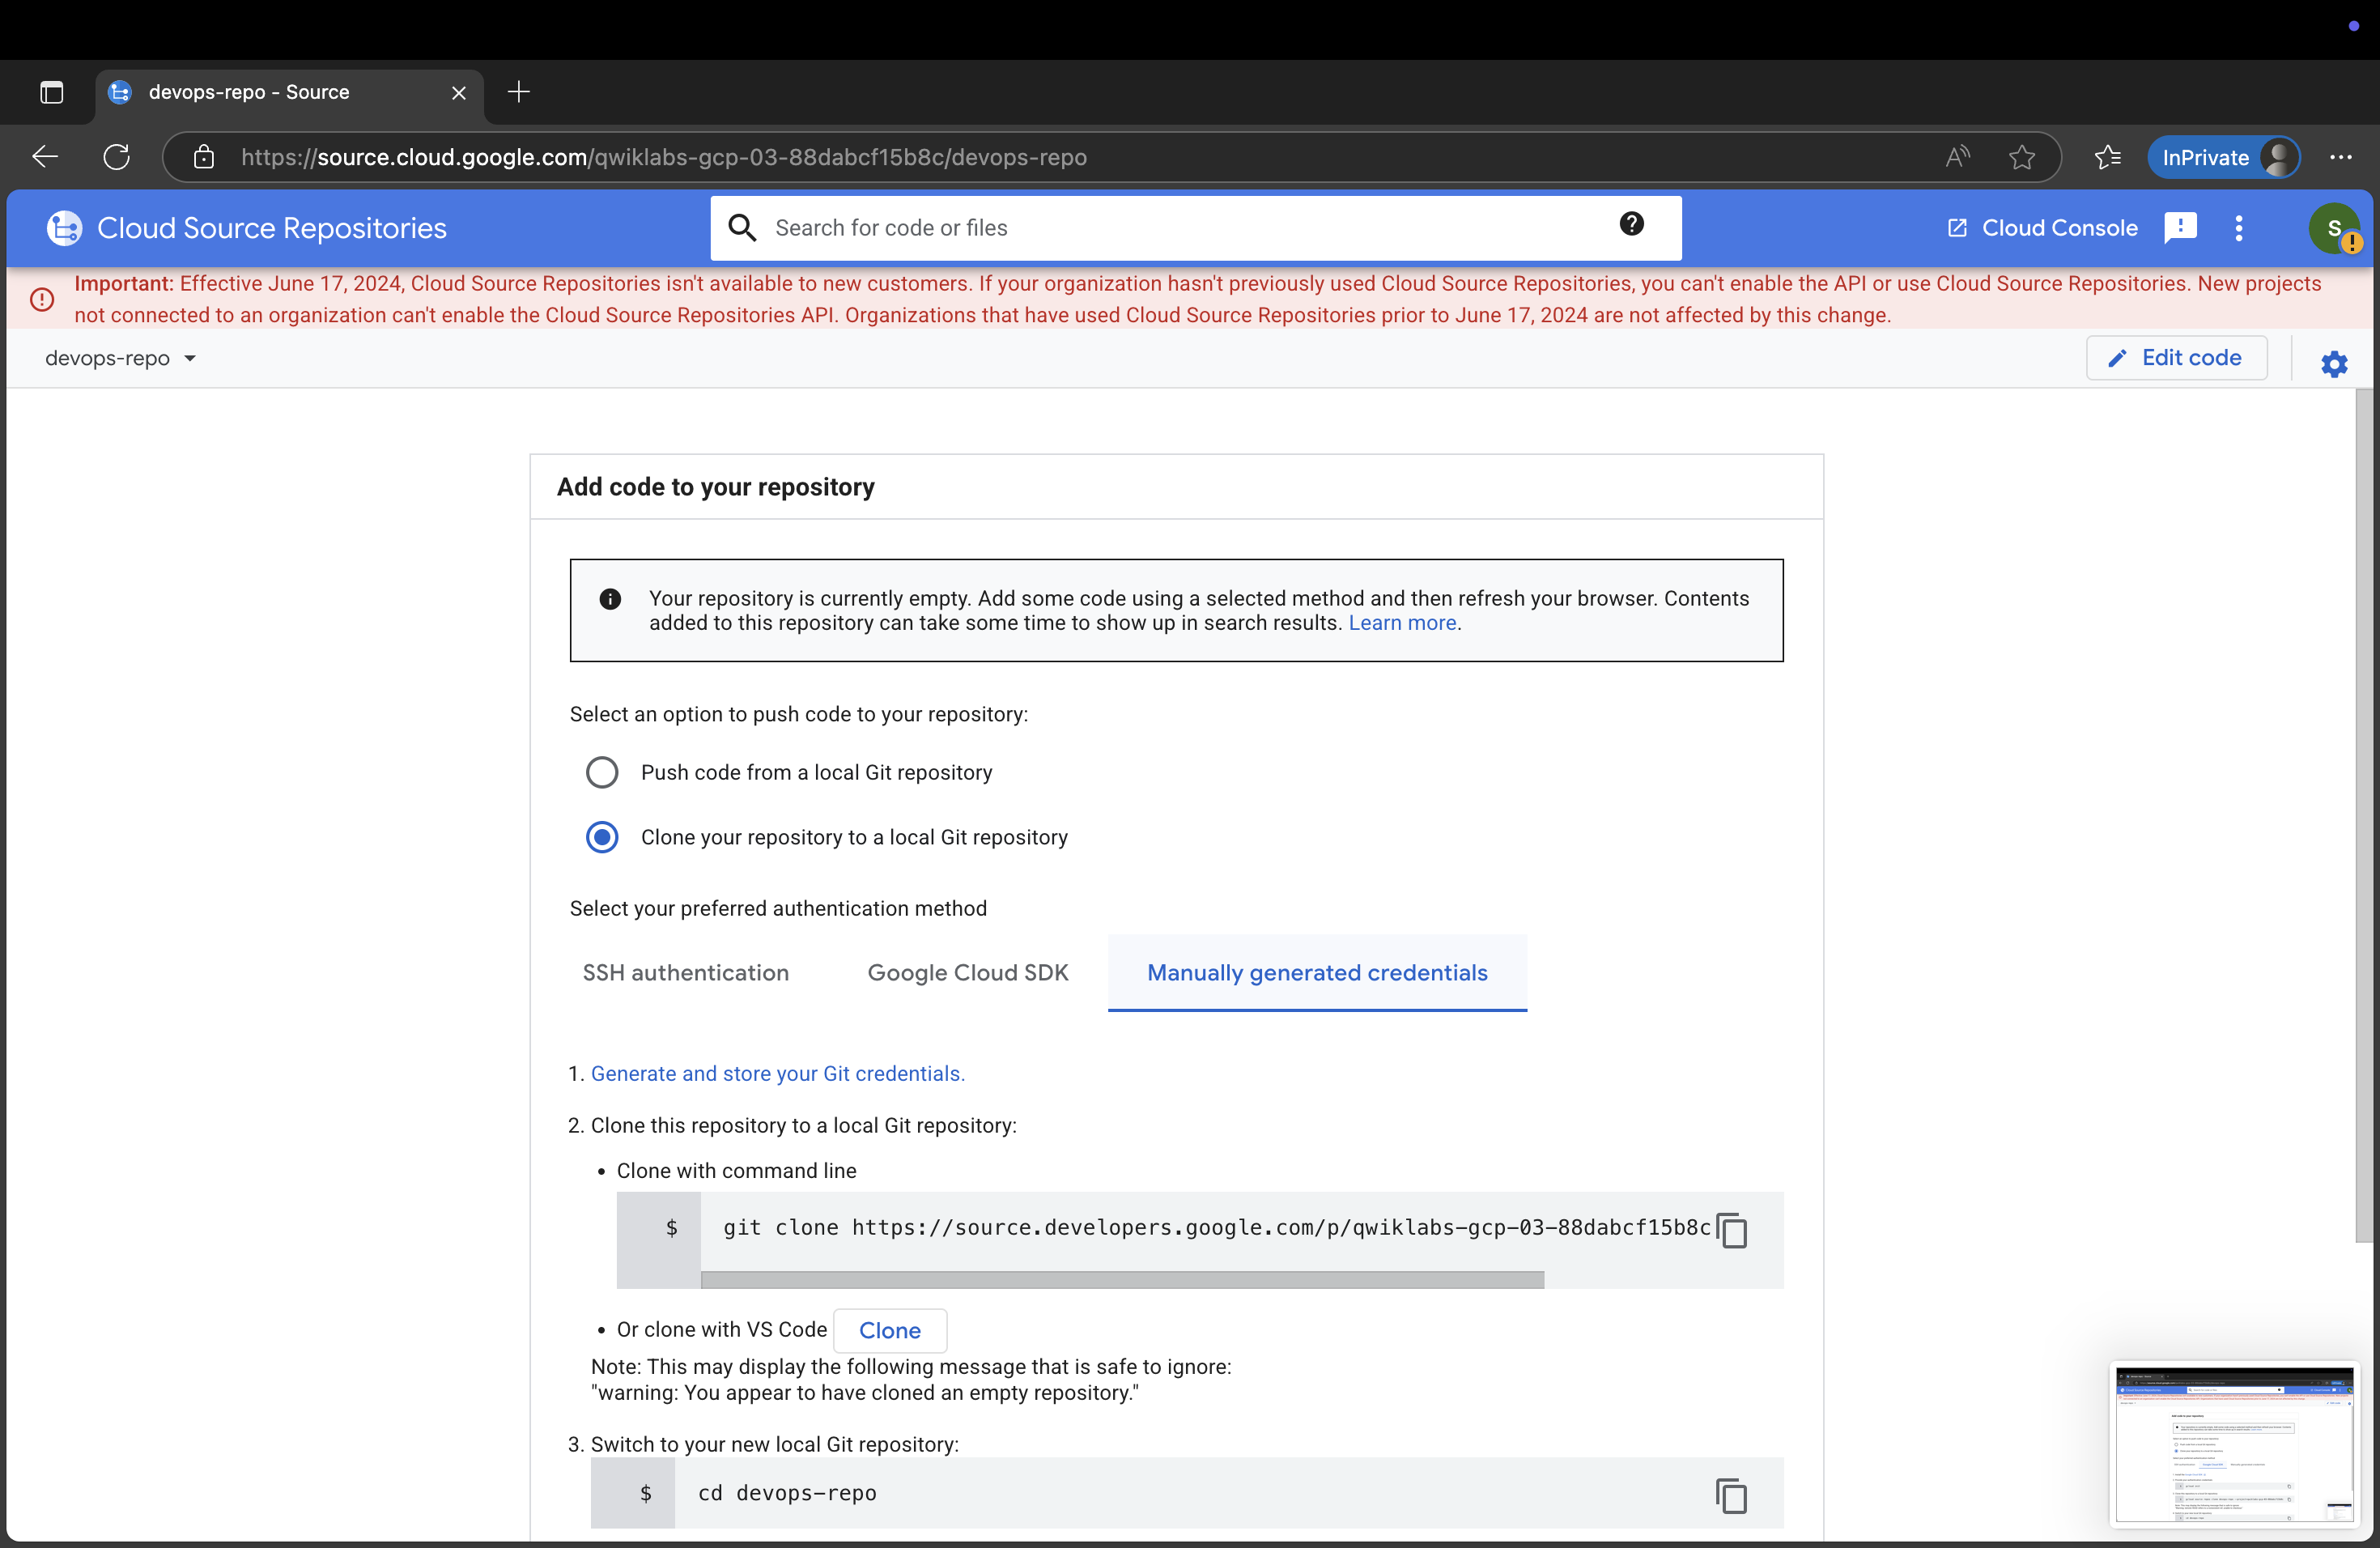 devops-repo - Source
https://source.cloud.google.com/qwiklabs-gcp-03-88dabcf15b8c/devops-repo
InPrivate
Cloud Source Repositories
Search for code or files
Cloud Console
S
Important: Effective June 17, 2024, Cloud Source Repositories isn't available to new customers. If your organization hasn't previously used Cloud Source Repositories, you can't enable the API or use Cloud Source Repositories. New projects
not connected to an organization can't enable the Cloud Source Repositories API. Organizations that have used Cloud Source Repositories prior to June 17, 2024 are not affected by this change.
devops-repo
Edit code
Add code to your repository
Your repository is currently empty. Add some code using a selected method and then refresh your browser. Contents
added to this repository can take some time to show up in search results. Learn more.
Select an option to push code to your repository:
Push code from a local Git repository
Clone your repository to a local Git repository
Select your preferred authentication method
SSH authentication
Google Cloud SDK
Manually generated credentials
1. Generate and store your Git credentials.
2. Clone this repository to a local Git repository:
• Clone with command line
$ git clone https://source.developers.google.com/p/qwiklabs-gcp-03-88dabcf15b8c
• Or clone with VS Code Clone
Note: This may display the following message that is safe to ignore:
"warning: You appear to have cloned an empty repository."
3. Switch to your new local Git repository:
$ cd devops-repo